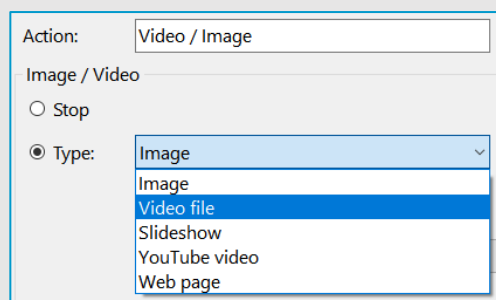 Action: Video / Image
Image / Video
Stop
Type: Image
Image
Video file
Slideshow
YouTube video
Web page